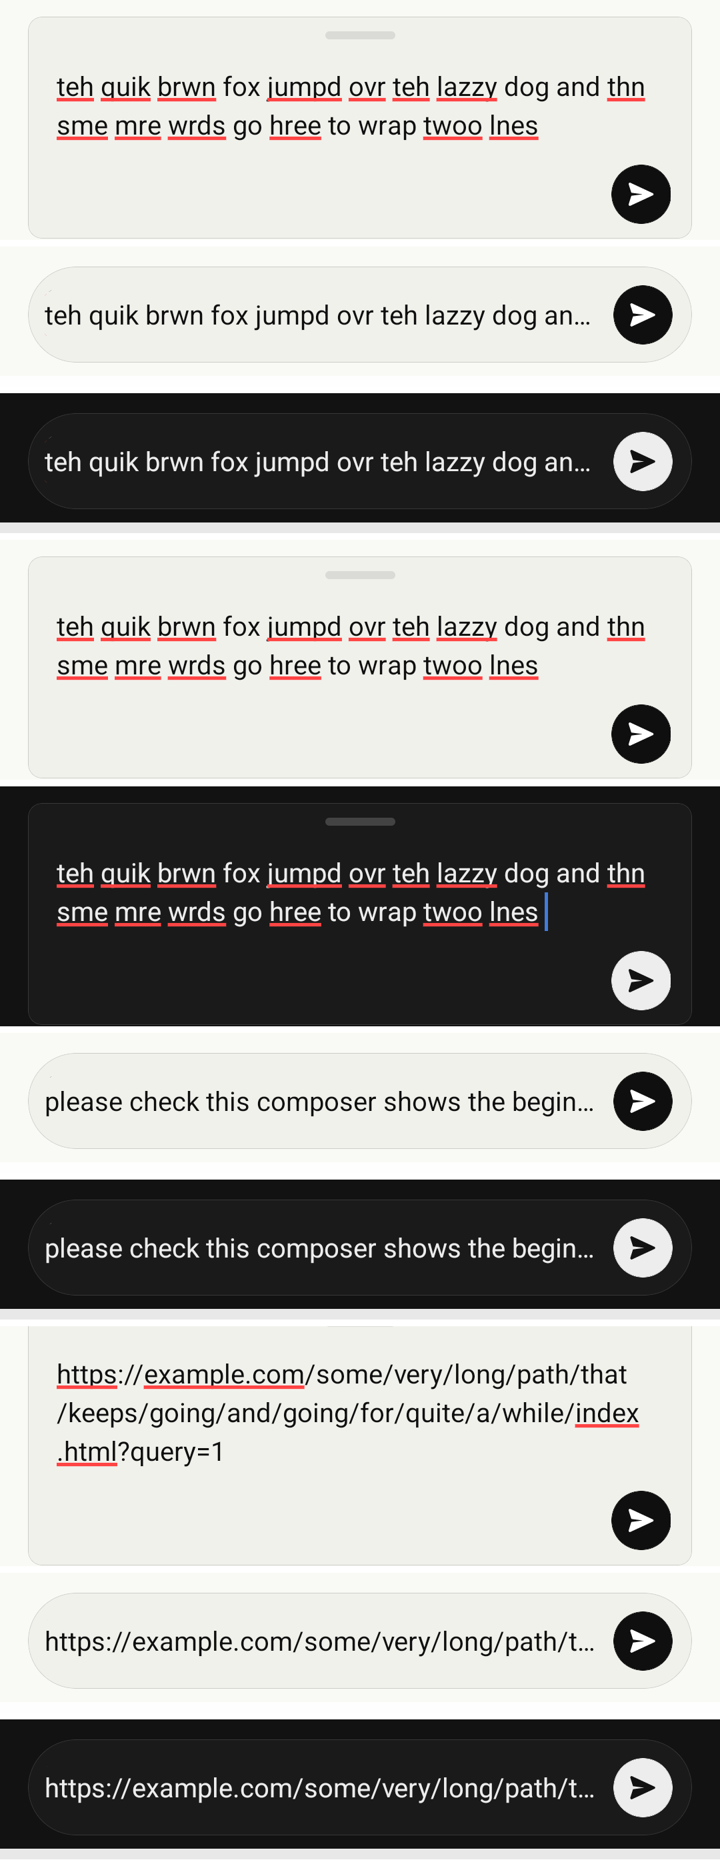 teh quik brwn fox jumpd ovr teh lazzy dog and thn
sme mre wrds go hree to wrap twoo lnes
teh quik brwn fox jumpd ovr teh lazzy dog an...
teh quik brwn fox jumpd ovr teh lazzy dog an...
teh quik brwn fox jumpd ovr teh lazzy dog and thn
sme mre wrds go hree to wrap twoo lnes
teh quik brwn fox jumpd ovr teh lazzy dog and thn
sme mre wrds go hree to wrap twoo lnes
please check this composer shows the begin...
please check this composer shows the begin...
https://example.com/some/very/long/path/that
/keeps/going/and/going/for/quite/a/while/index
.html?query=1
https://example.com/some/very/long/path/t...
https://example.com/some/very/long/path/t...